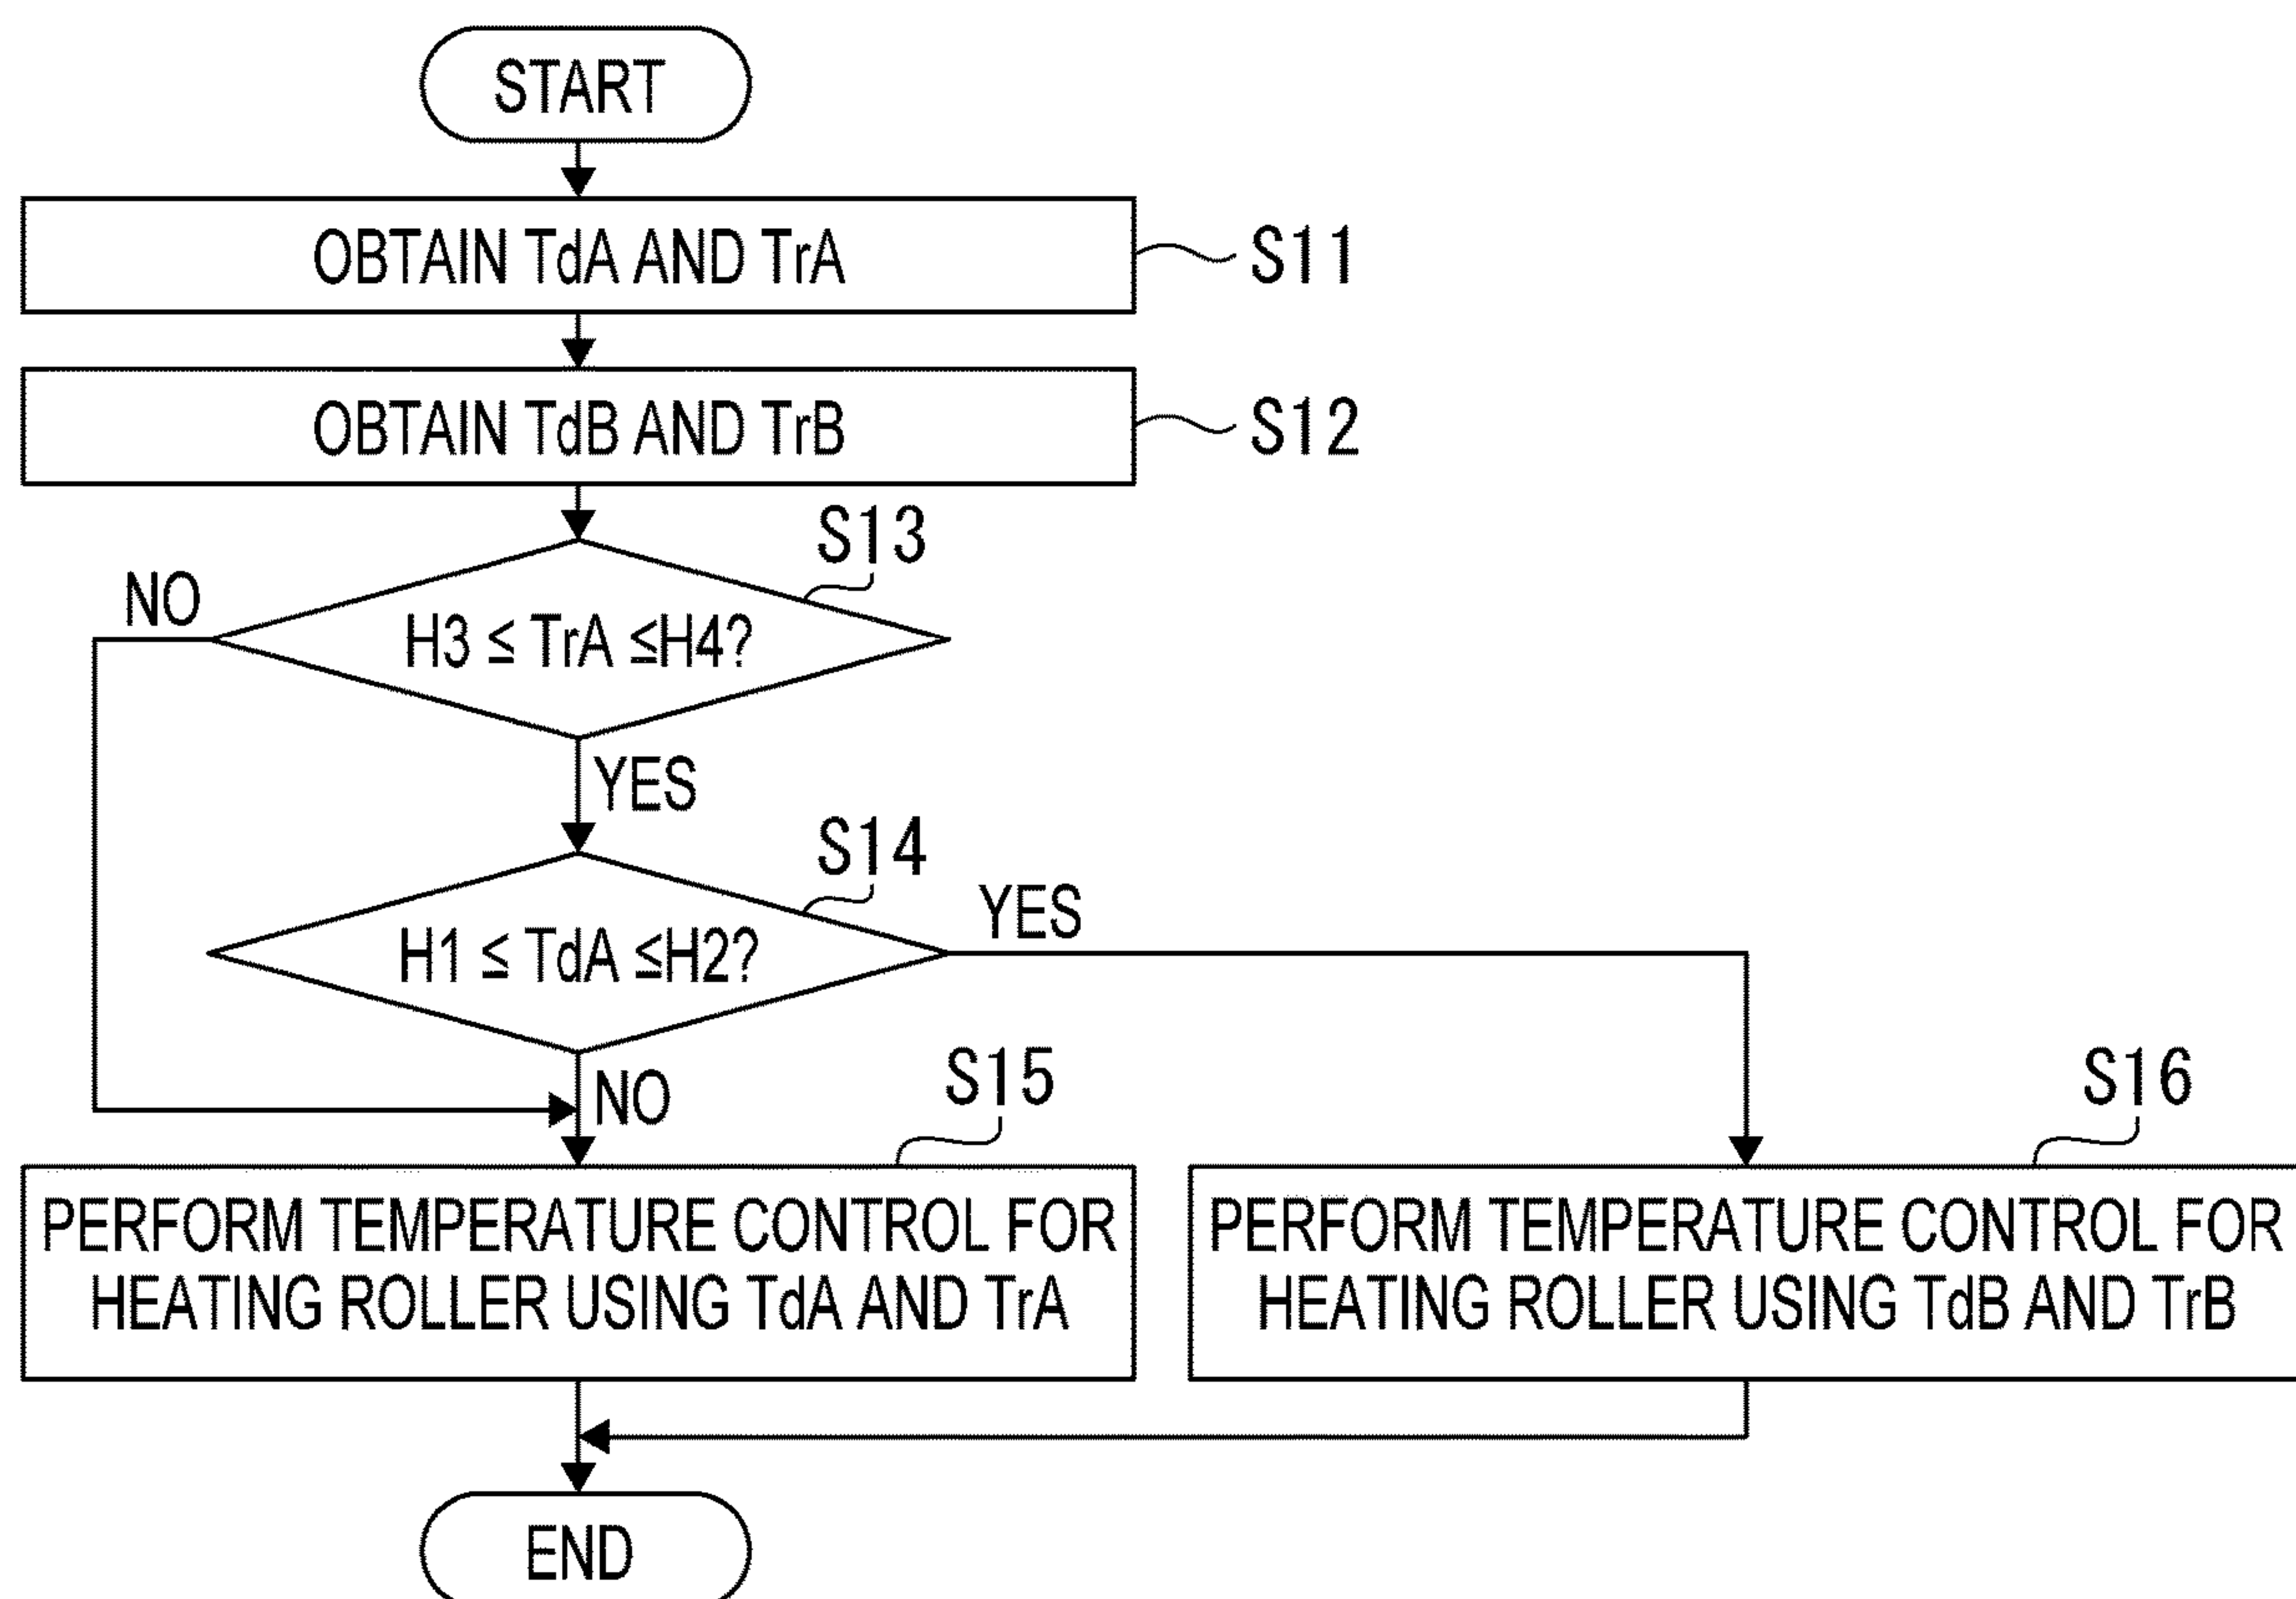 START
OBTAIN TdA AND TrA
S11
OBTAIN TdB AND TrB
S12
S13
NO
H3 ≤ TrA ≤H4?
YES
S14
YES
H1 ≤ TdA ≤H2?
NO
S15
S16
PERFORM TEMPERATURE CONTROL FOR
HEATING ROLLER USING TdA AND TrA
PERFORM TEMPERATURE CONTROL FOR
HEATING ROLLER USING TdB AND TrB
END